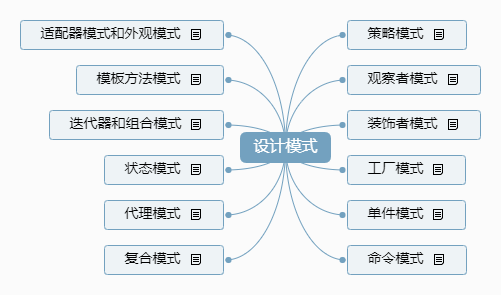 适配器模式和外观模式
模板方法模式
迭代器和组合模式
状态模式
代理模式
复合模式
设计模式
策略模式
观察者模式
装饰者模式
工厂模式
单件模式
命令模式